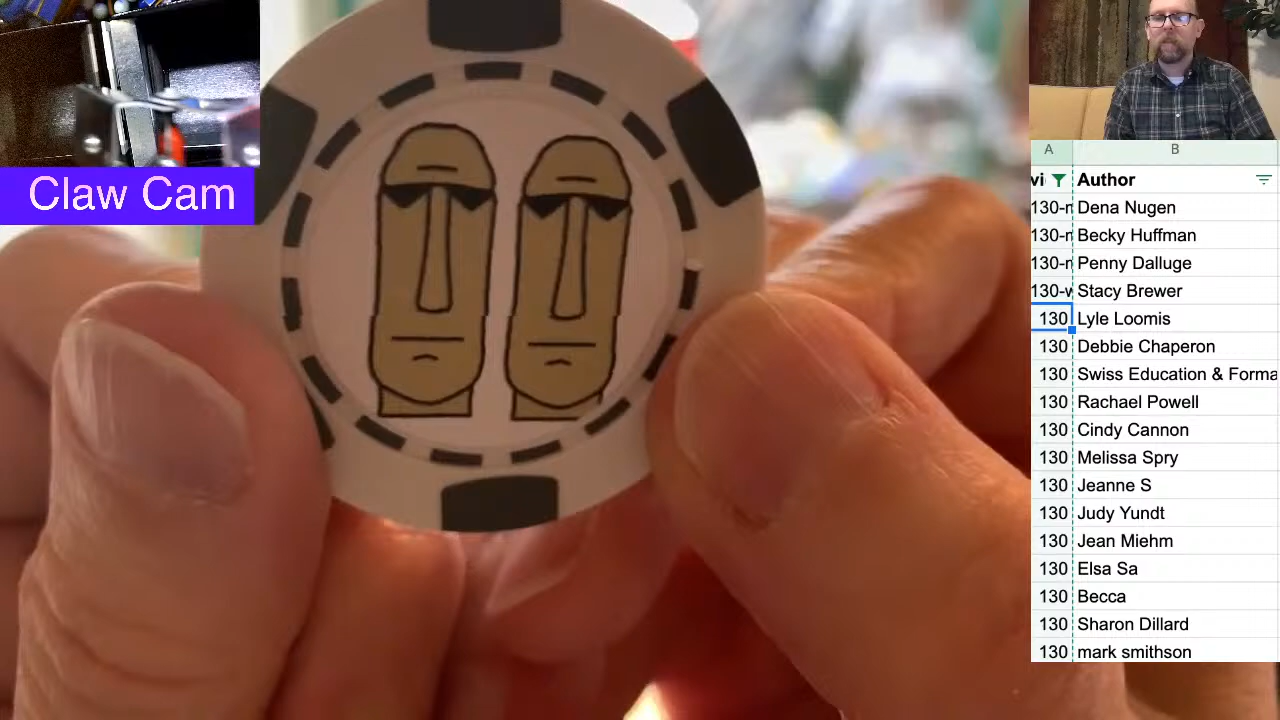 Claw Cam
A B
vi Author
130-r Dena Nugen
130-r Becky Huffman
130-r Penny Dalluge
130-v Stacy Brewer
130 Lyle Loomis
130 Debbie Chaperon
130 Swiss Education & Forma
130 Rachael Powell
130 Cindy Cannon
130 Melissa Spry
130 Jeanne S
130 Judy Yundt
130 Jean Miehm
130 Elsa Sa
130 Becca
130 Sharon Dillard
130 mark smithson